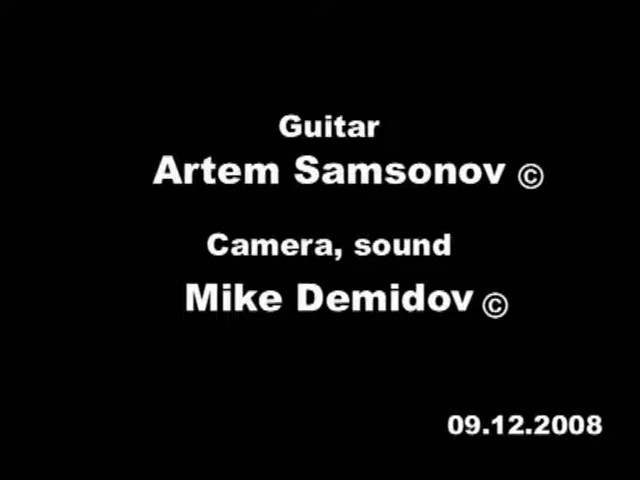 Guitar
Artem Samsonov ©
Camera, sound
Mike Demidov ©
09.12.2008